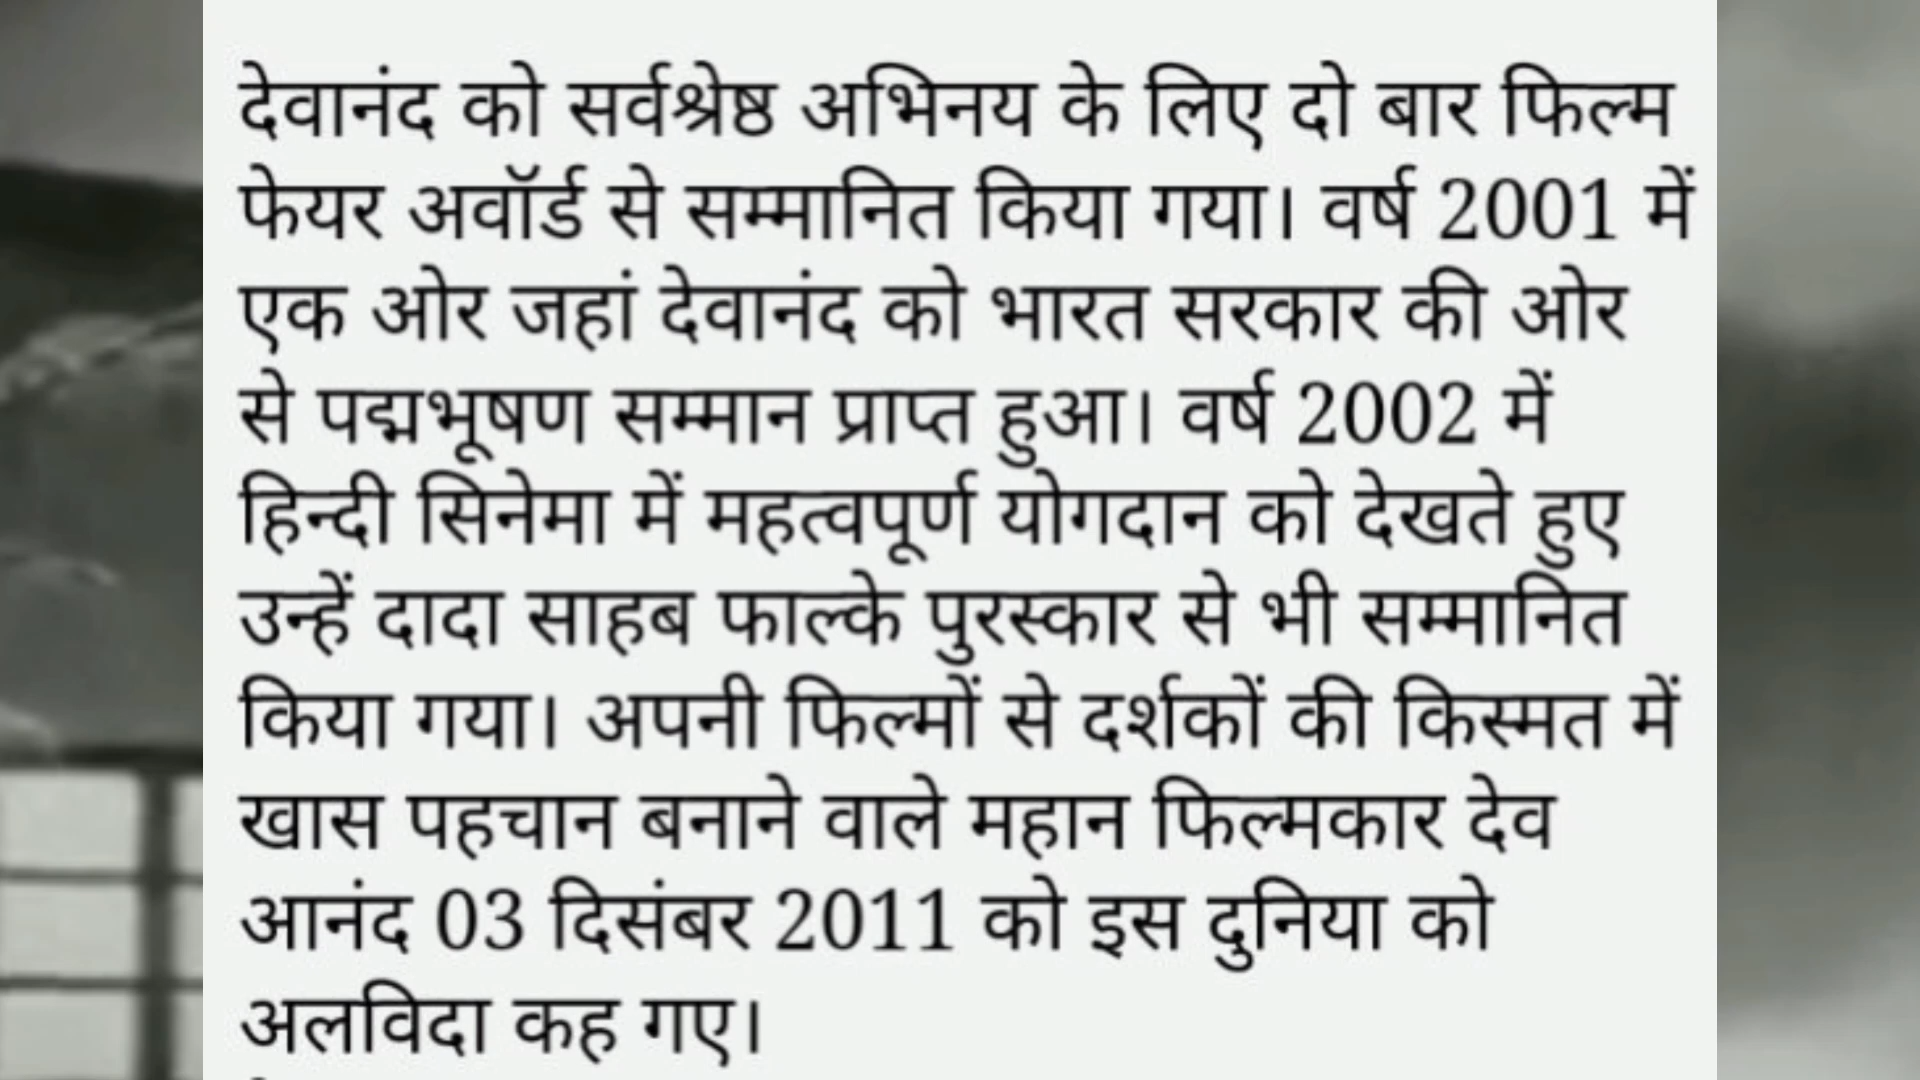 देवानंद को सर्वश्रेष्ठ अभिनय के लिए दो बार फिल्म
फेयर अवॉर्ड से सम्मानित किया गया। वर्ष 2001 में
एक ओर जहां देवानंद को भारत सरकार की ओर
से पद्मभूषण सम्मान प्राप्त हुआ। वर्ष 2002 में
हिन्दी सिनेमा में महत्वपूर्ण योगदान को देखते हुए
उन्हें दादा साहब फाल्के पुरस्कार से भी सम्मानित
किया गया। अपनी फिल्मों से दर्शकों की किस्मत में
खास पहचान बनाने वाले महान फिल्मकार देव
आनंद 03 दिसंबर 2011 को इस दुनिया को
अलविदा कह गए।